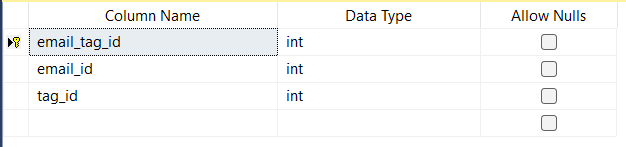 Column Name Data Type Allow Nulls
email_tag_id int
email_id int
tag_id int